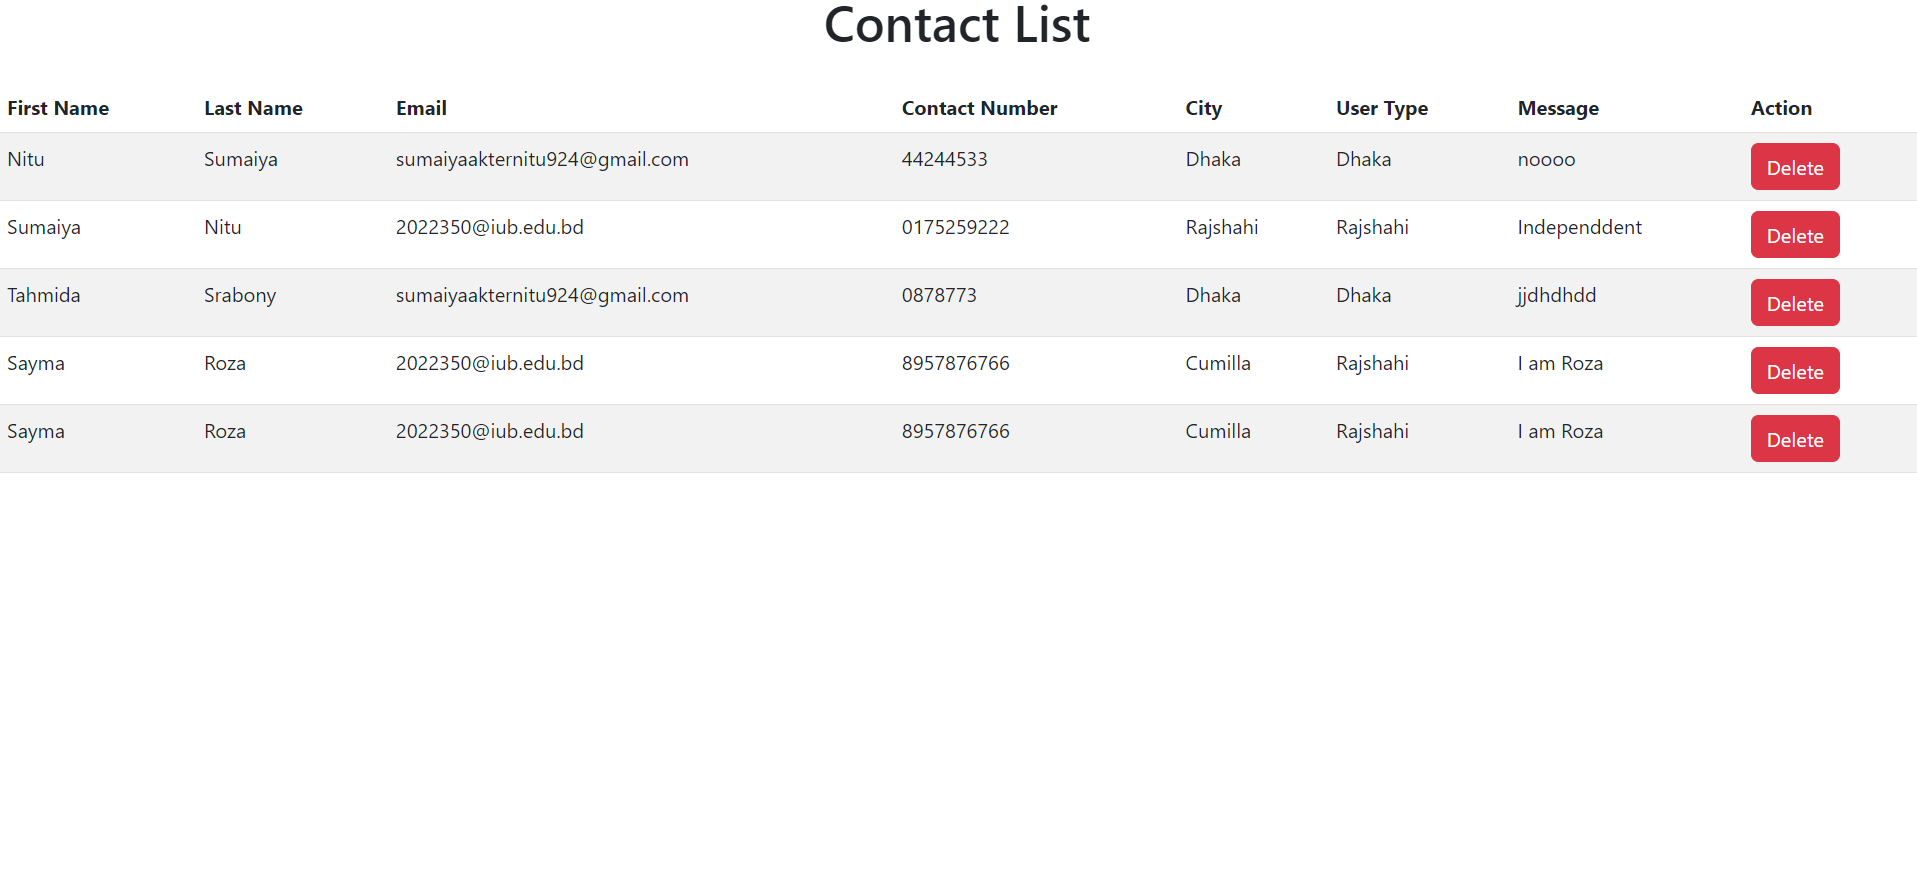 Contact List
First Name Last Name Email Contact Number City User Type Message Action
Nitu Sumaiya sumaiyaakternitu924@gmail.com 44244533 Dhaka Dhaka noooo Delete
Sumaiya Nitu 2022350@iub.edu.bd 0175259222 Rajshahi Rajshahi Independdent Delete
Tahmida Srabony sumaiyaakternitu924@gmail.com 0878773 Dhaka Dhaka jjdhdhdd Delete
Sayma Roza 2022350@iub.edu.bd 8957876766 Cumilla Rajshahi I am Roza Delete
Sayma Roza 2022350@iub.edu.bd 8957876766 Cumilla Rajshahi I am Roza Delete